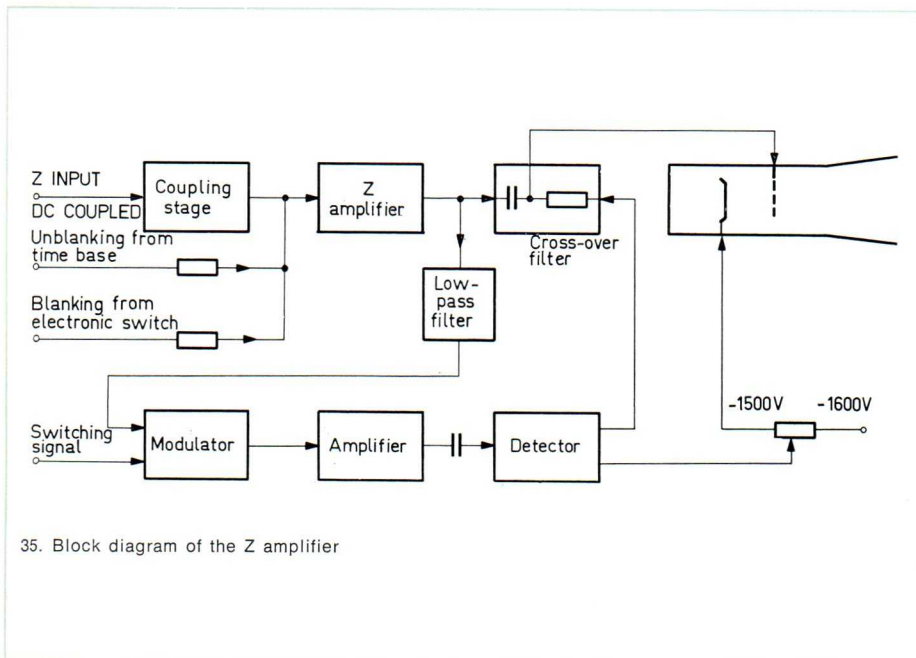 Z INPUT
DC COUPLED
Unblanking from
time base
Blanking from
electronic switch
Switching
signal
Coupling
stage
Z
amplifier
Cross-over
filter
Low-
pass
filter
Modulator
Amplifier
Detector
-1500V
-1600V
35. Block diagram of the Z amplifier